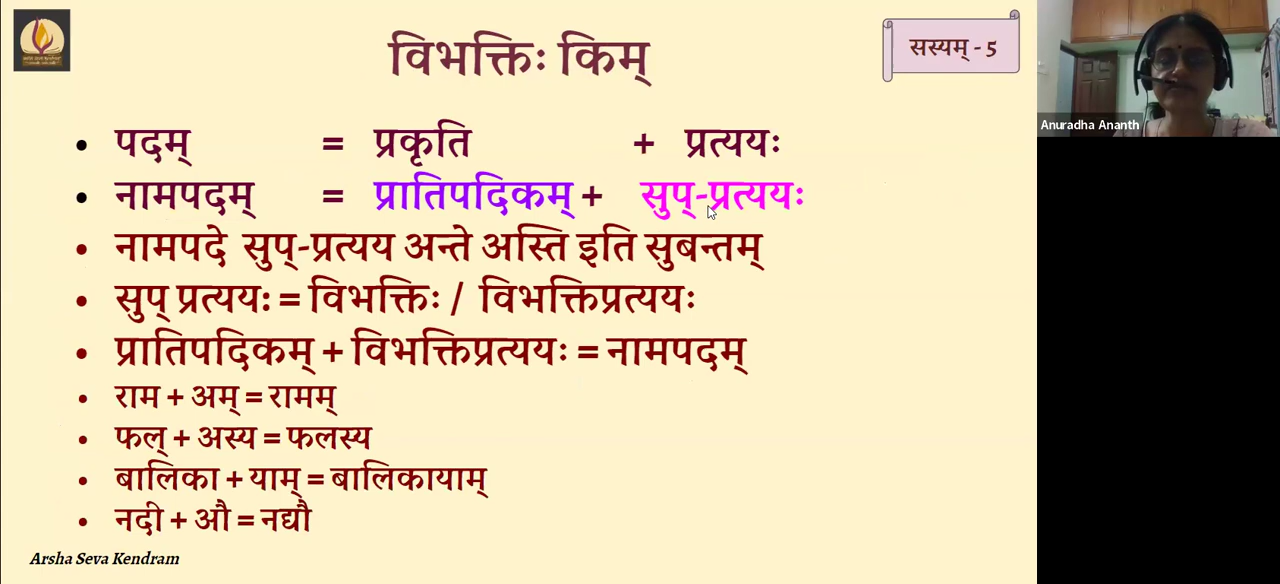 विभक्तिः किम्
सस्यम् - 5
Anuradha Ananth
• पदम् = प्रकृति + प्रत्ययः
• नामपदम् = प्रातिपदिकम् + सुप्-प्रत्ययः
• नामपदे सुप्-प्रत्यय अन्ते अस्ति इति सुबन्तम्
• सुप् प्रत्ययः = विभक्तिः / विभक्तिप्रत्ययः
• प्रातिपदिकम् + विभक्तिप्रत्ययः = नामपदम्
• राम + अम् = रामम्
• फल् + अस्य = फलस्य
• बालिका + याम् = बालिकायाम्
• नदी + औ = नद्यौ
Arsha Seva Kendram